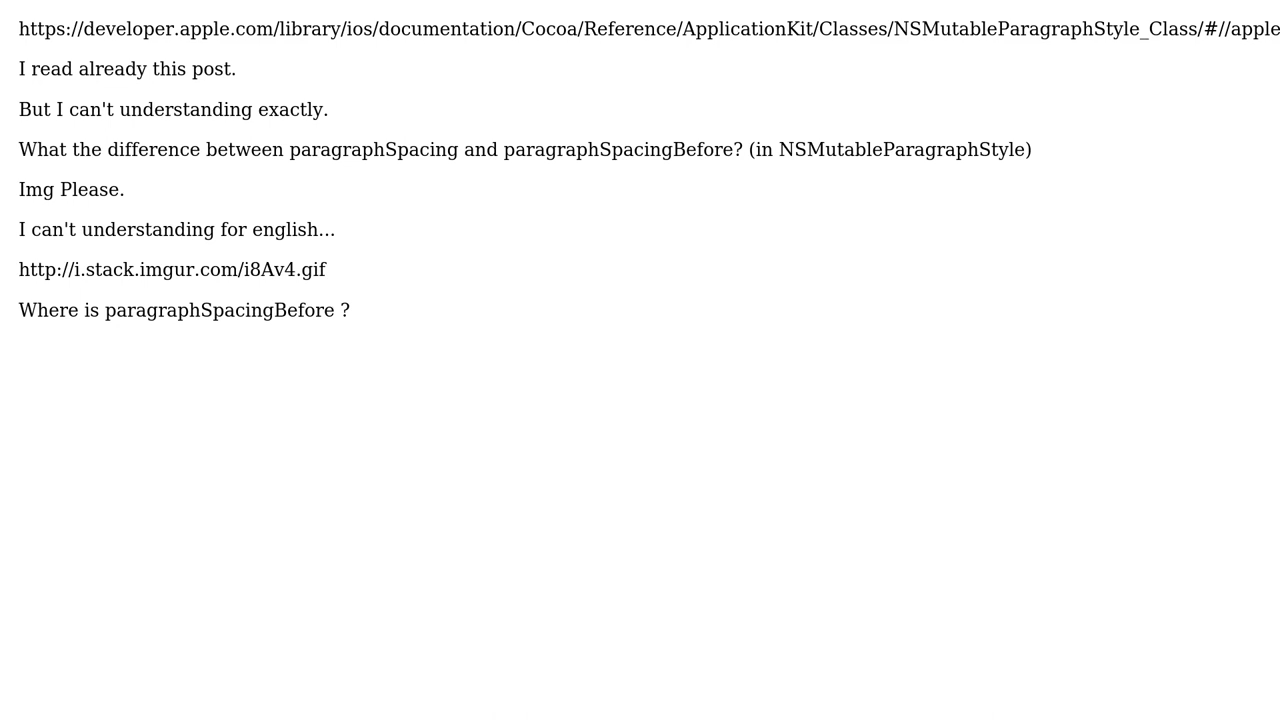 https://developer.apple.com/library/ios/documentation/Cocoa/Reference/ApplicationKit/Classes/NSMutableParagraphStyle_Class/#//apple
I read already this post.
But I can't understanding exactly.
What the difference between paragraphSpacing and paragraphSpacingBefore? (in NSMutableParagraphStyle)
Img Please.
I can't understanding for english...
http://i.stack.imgur.com/i8Av4.gif
Where is paragraphSpacingBefore ?